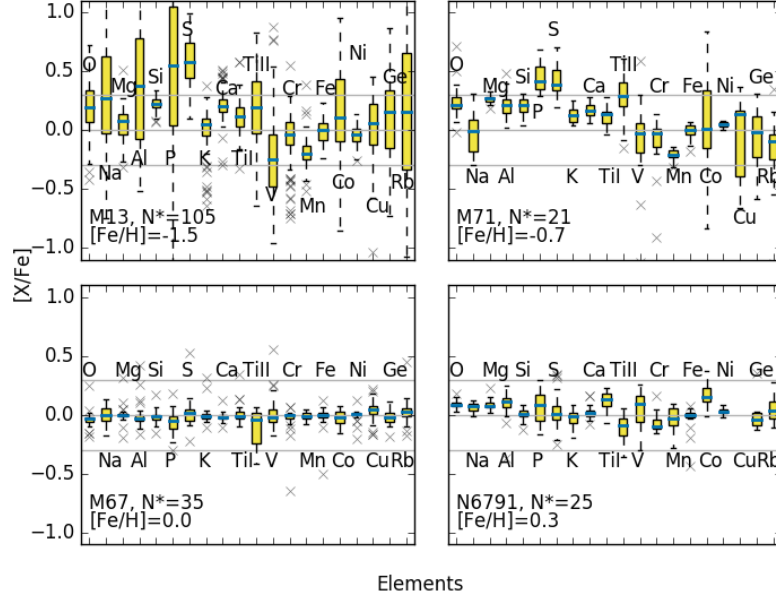 [X/Fe]
1.0
0.5
0.0
−0.5
−1.0
O Na Mg Al Si P S K Ca TiI TiII V Cr Mn Fe Co Ni Cu Ge Rb
M13, N*=105
[Fe/H]=-1.5
O Na Mg Al Si P S K Ca TiI TiII V Cr Mn Fe Co Ni Cu Ge Rb
M71, N*=21
[Fe/H]=-0.7
1.0
0.5
0.0
−0.5
−1.0
O Na Mg Al Si P S K Ca TiI TiII V Cr Mn Fe Co Ni Cu Ge Rb
M67, N*=35
[Fe/H]=0.0
O Na Mg Al Si P S K Ca TiI TiII V Cr Mn Fe- Co Ni Cu Ge Rb
N6791, N*=25
[Fe/H]=0.3
Elements